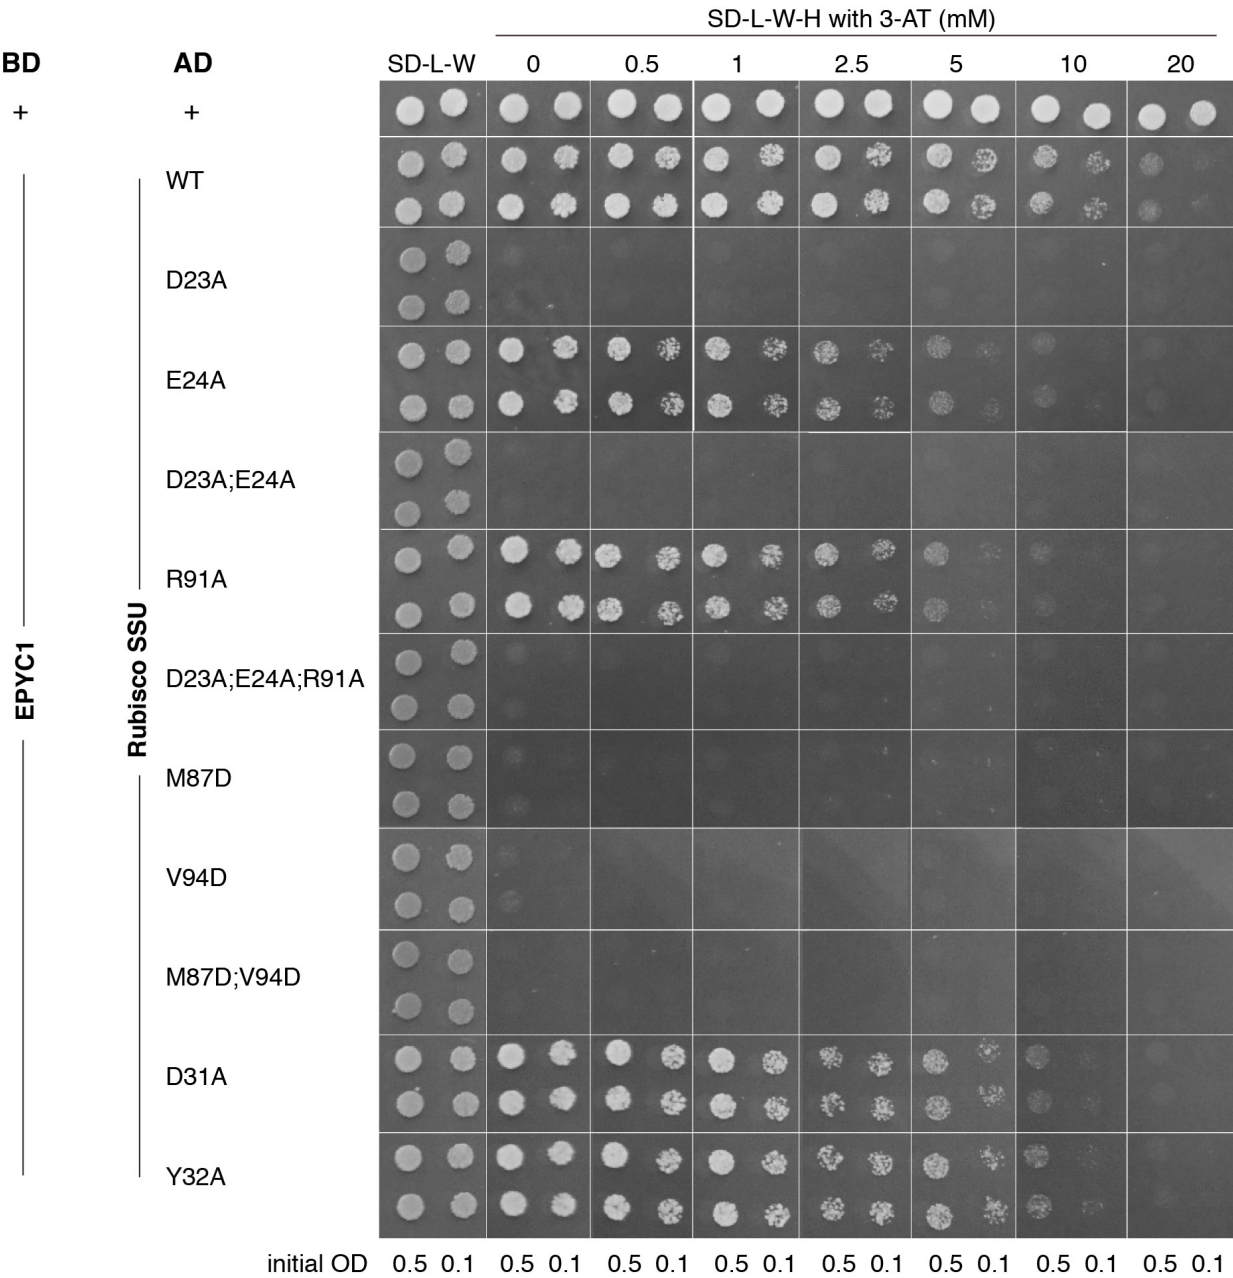 SD-L-W-H with 3-AT (mM)
BD AD SD-L-W 0 0.5 1 2.5 5 10 20
+ +
WT
D23A
E24A
D23A;E24A
R91A
EPYC1
Rubisco SSU
D23A;E24A;R91A
M87D
V94D
M87D;V94D
D31A
Y32A
initial OD 0.5 0.1 0.5 0.1 0.5 0.1 0.5 0.1 0.5 0.1 0.5 0.1 0.5 0.1 0.5 0.1